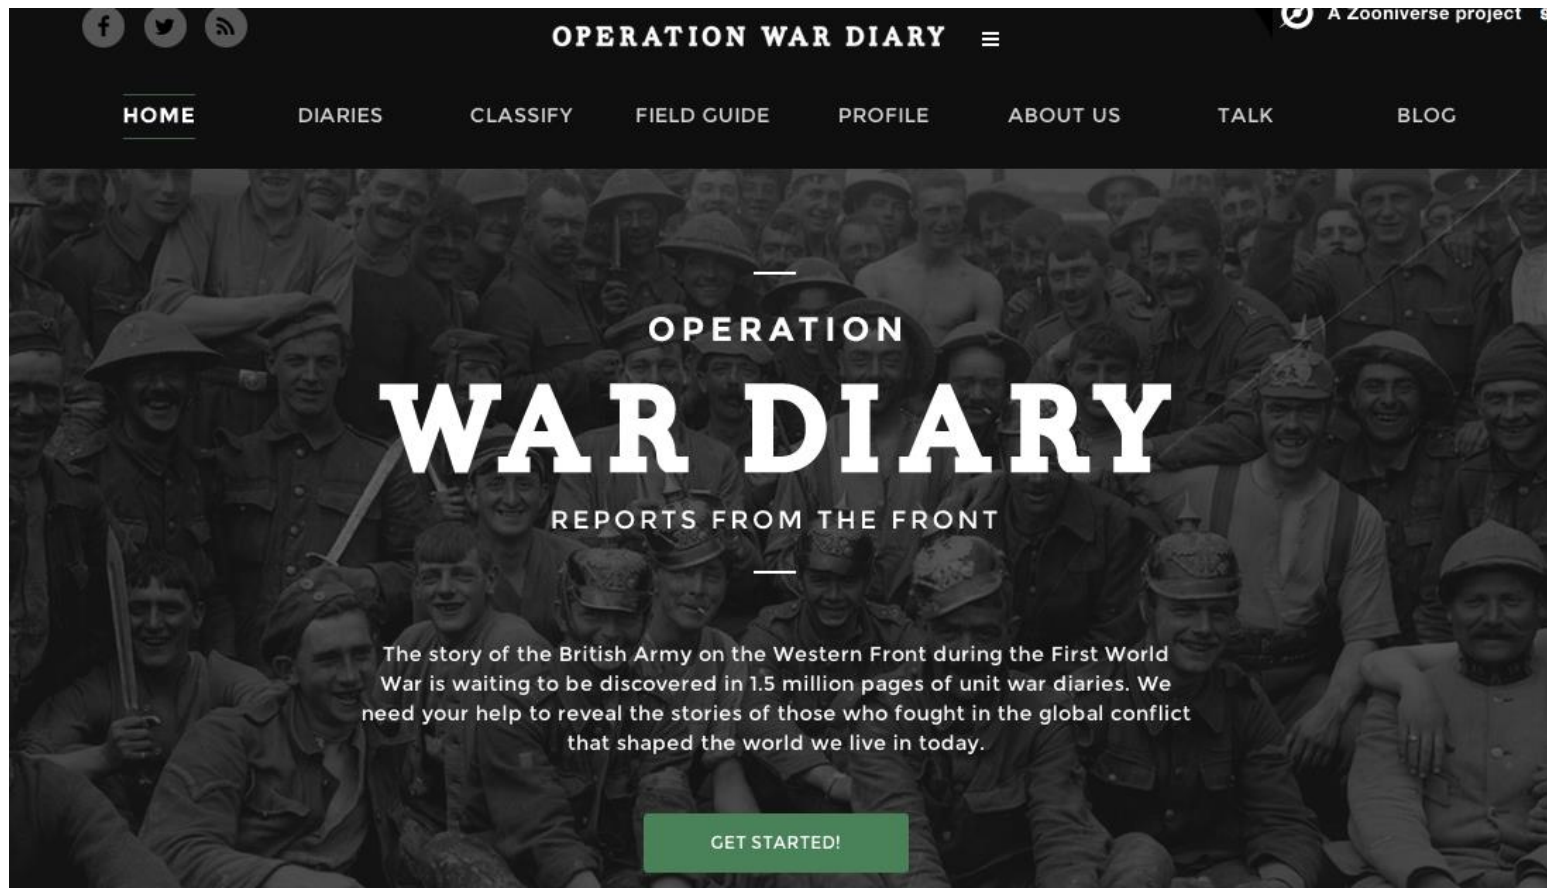 OPERATION WAR DIARY
A Zooniverse project
HOME DIARIES CLASSIFY FIELD GUIDE PROFILE ABOUT US TALK BLOG
OPERATION
WAR DIARY
REPORTS FROM THE FRONT
The story of the British Army on the Western Front during the First World
War is waiting to be discovered in 1.5 million pages of unit war diaries. We
need your help to reveal the stories of those who fought in the global conflict
that shaped the world we live in today.
GET STARTED!